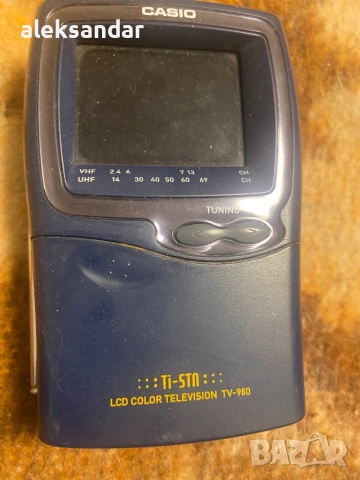 aleksandar
CASIO
VHF 2.4 6 7 13 CH
UHF 14 30 40 50 60 69 CH
TUNING
:::Ti-STN:::
LCD COLOR TELEVISION TV-980
BAZAR